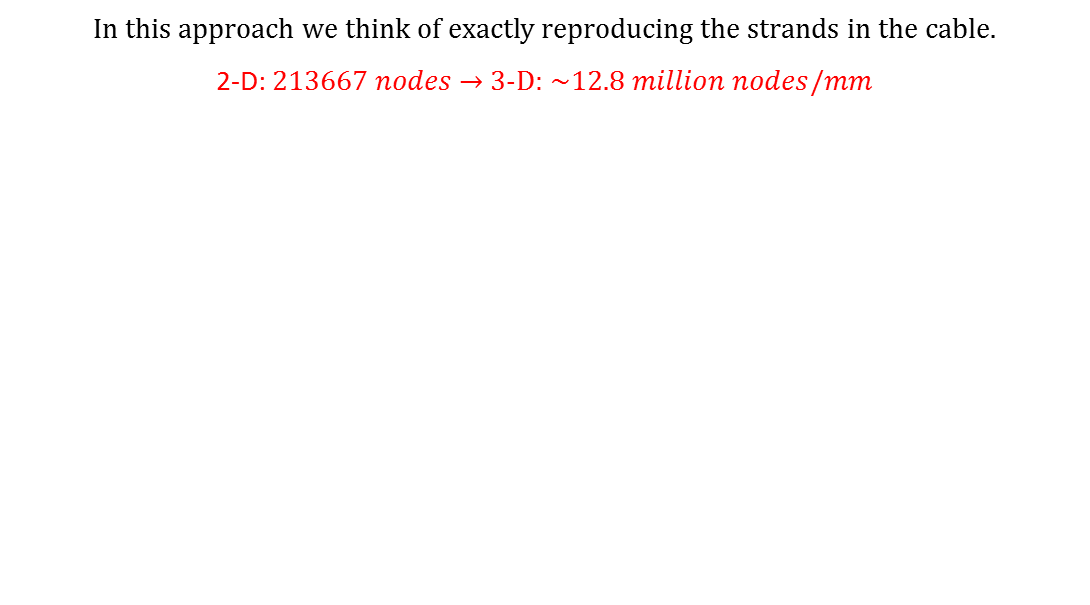 In this approach we think of exactly reproducing the strands in the cable.
2-D: 213667 nodes → 3-D: ~12.8 million nodes/mm